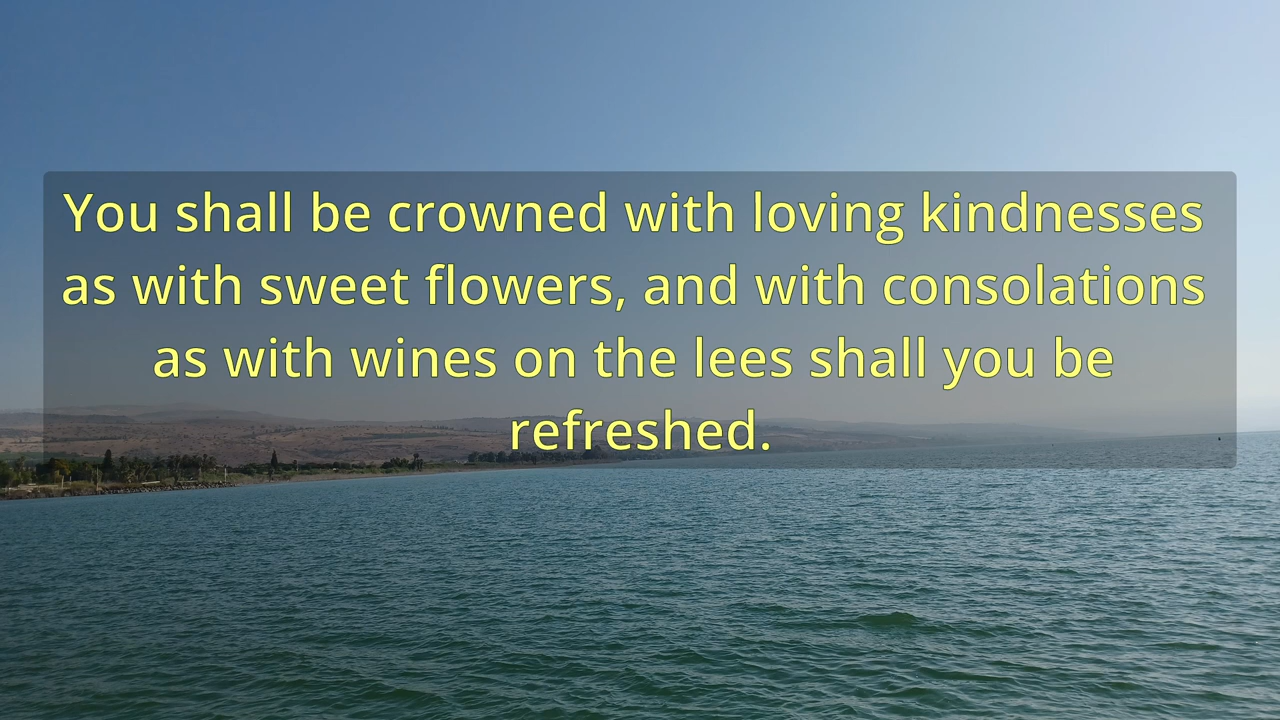 You shall be crowned with loving kindnesses
as with sweet flowers, and with consolations
as with wines on the lees shall you be
refreshed.